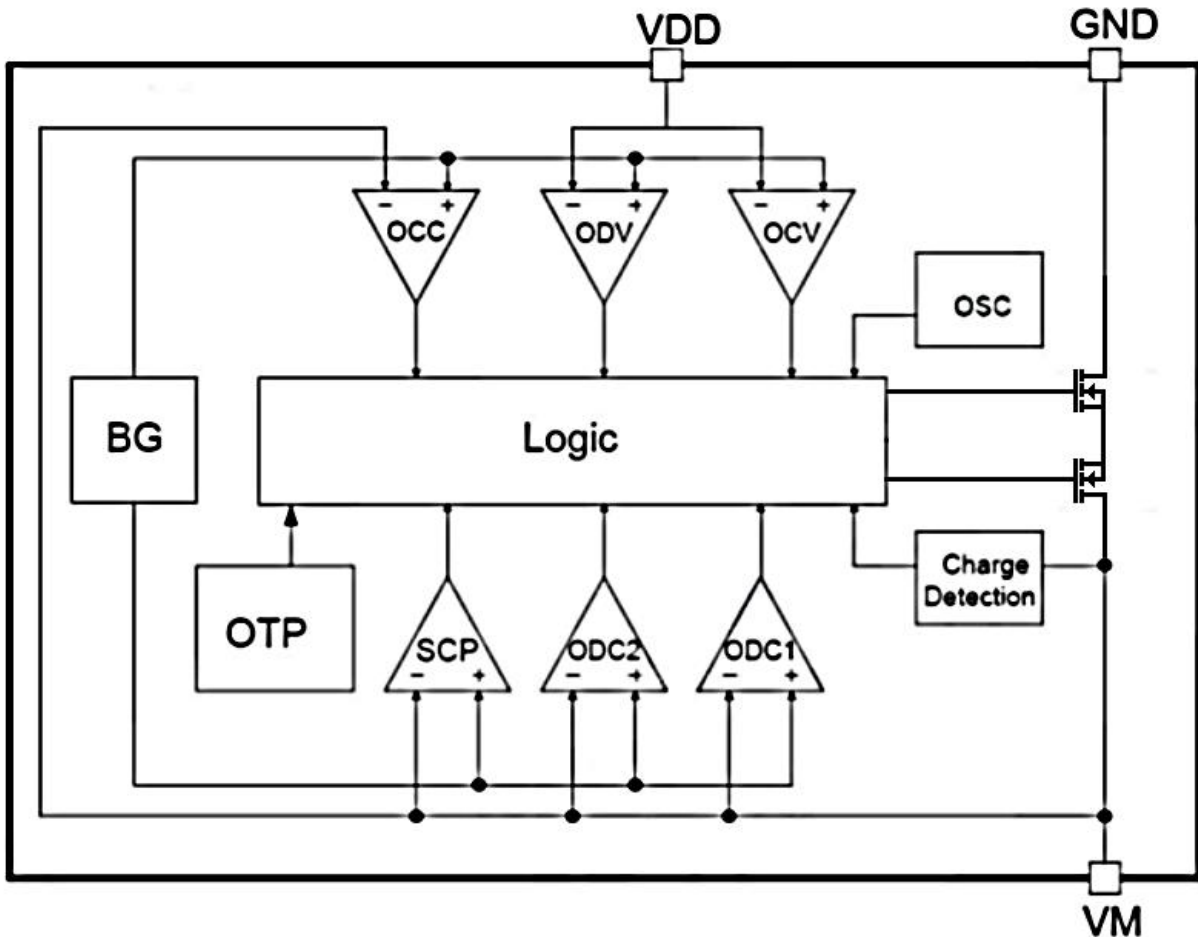 VDD
GND
- +
OCC
- +
ODV
- +
OCV
OSC
BG
Logic
Charge
Detection
OTP
SCP
- +
ODC2
- +
ODC1
- +
VM